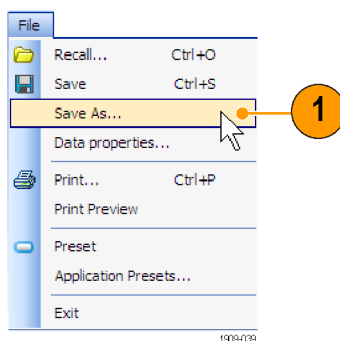 File
Recall... Ctrl+O
Save Ctrl+S
Save As...
1
Data properties...
Print... Ctrl+P
Print Preview
Preset
Application Presets...
Exit
1909-039